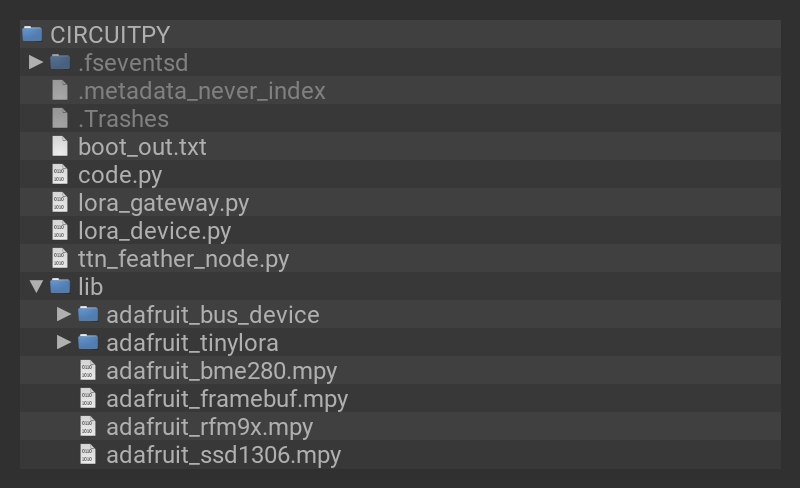 CIRCUITPY
.fseventsd
.metadata_never_index
.Trashes
boot_out.txt
code.py
lora_gateway.py
lora_device.py
ttn_feather_node.py
lib
adafruit_bus_device
adafruit_tinylora
adafruit_bme280.mpy
adafruit_framebuf.mpy
adafruit_rfm9x.mpy
adafruit_ssd1306.mpy